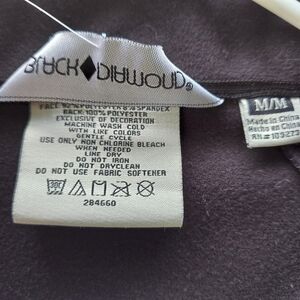 BLACK◆DIAMOND®
FACE 92% POLYESTER 8% SPANDEX
BACK: 100% POLYESTER
EXCLUSIVE OF DECORATION
MACHINE WASH COLD
WITH LIKE COLORS
GENTLE CYCLE
USE ONLY NON CHLORINE BLEACH
WHEN NEEDED
LINE DRY
DO NOT IRON
DO NOT DRYCLEAN
DO NOT USE FABRIC SOFTENER
284660
M/M
Made in China
Hecho en China